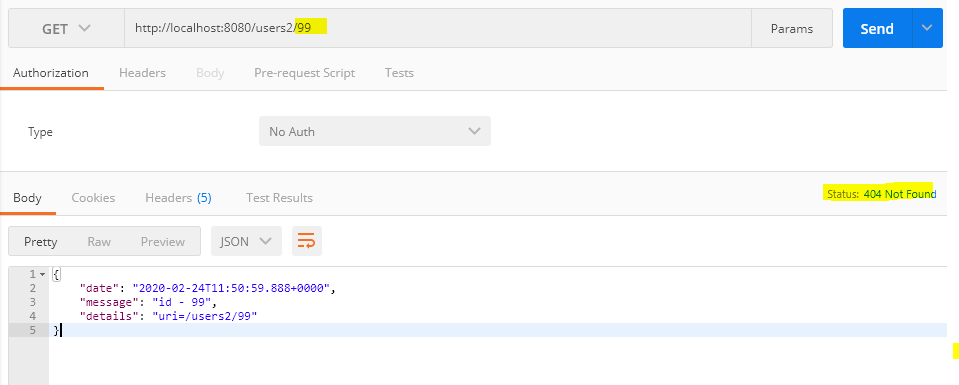 GET http://localhost:8080/users2/99 Params Send
Authorization Headers Body Pre-request Script Tests
Type No Auth
Body Cookies Headers (5) Test Results Status: 404 Not Found
Pretty Raw Preview JSON
1 {
2 "date": "2020-02-24T11:50:59.888+0000",
3 "message": "id - 99",
4 "details": "uri=/users2/99"
5 }